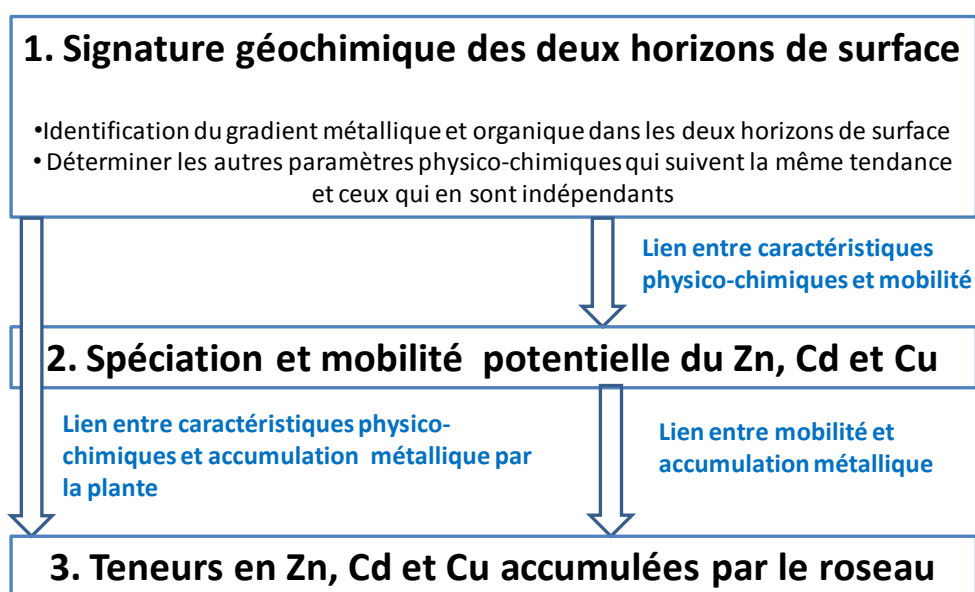 1. Signature géochimique des deux horizons de surface
•Identification du gradient métallique et organique dans les deux horizons de surface
• Déterminer les autres paramètres physico-chimiques qui suivent la même tendance
et ceux qui en sont indépendants
Lien entre caractéristiques
physico-chimiques et mobilité
2. Spéciation et mobilité potentielle du Zn, Cd et Cu
Lien entre caractéristiques physico-
chimiques et accumulation métallique par
la plante
Lien entre mobilité et
accumulation métallique
3. Teneurs en Zn, Cd et Cu accumulées par le roseau